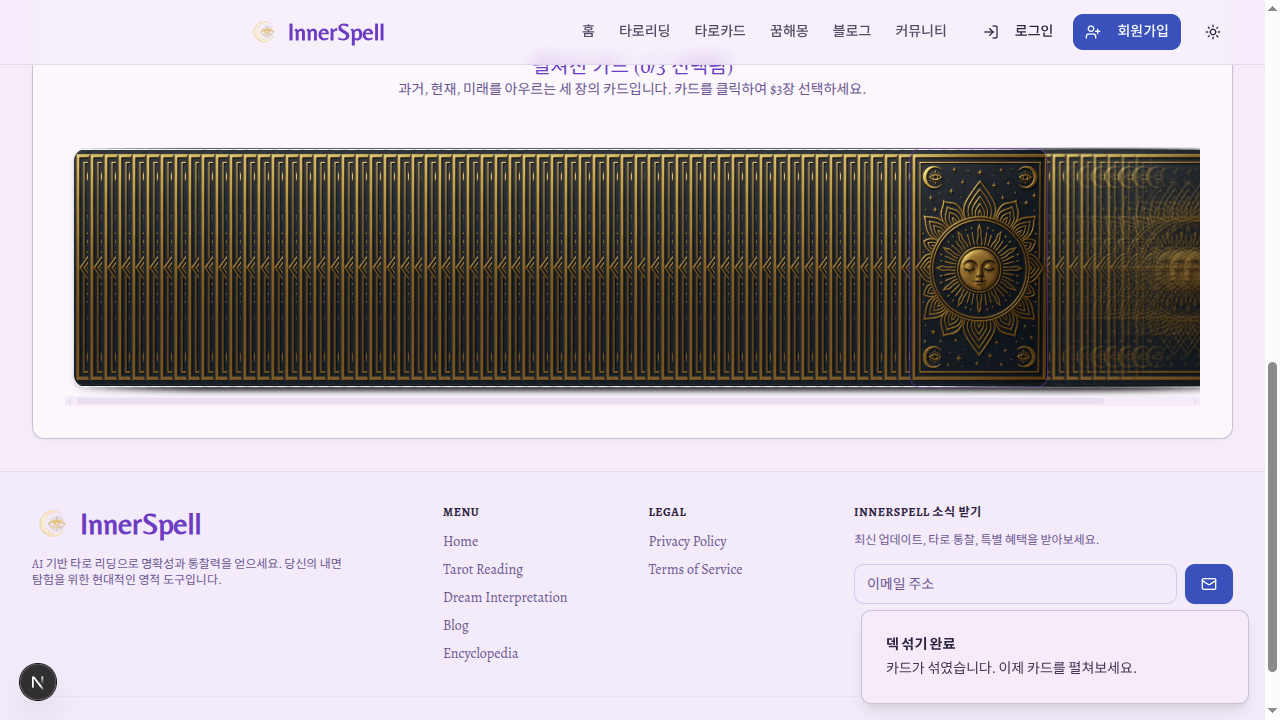 InnerSpell
홈
타로리딩
타로카드
꿈해몽
블로그
커뮤니티
로그인
회원가입
펼쳐진 카드 (0/3 선택됨)
과거, 현재, 미래를 아우르는 세 장의 카드입니다. 카드를 클릭하여 $3장 선택하세요.
InnerSpell
AI 기반 타로 리딩으로 명확성과 통찰력을 얻으세요. 당신의 내면
탐험을 위한 현대적인 영적 도구입니다.
MENU
Home
Tarot Reading
Dream Interpretation
Blog
Encyclopedia
LEGAL
Privacy Policy
Terms of Service
INNERSPELL 소식 받기
최신 업데이트, 타로 통찰, 특별 혜택을 받아보세요.
이메일 주소
덱 섞기 완료
카드가 섞였습니다. 이제 카드를 펼쳐보세요.
N